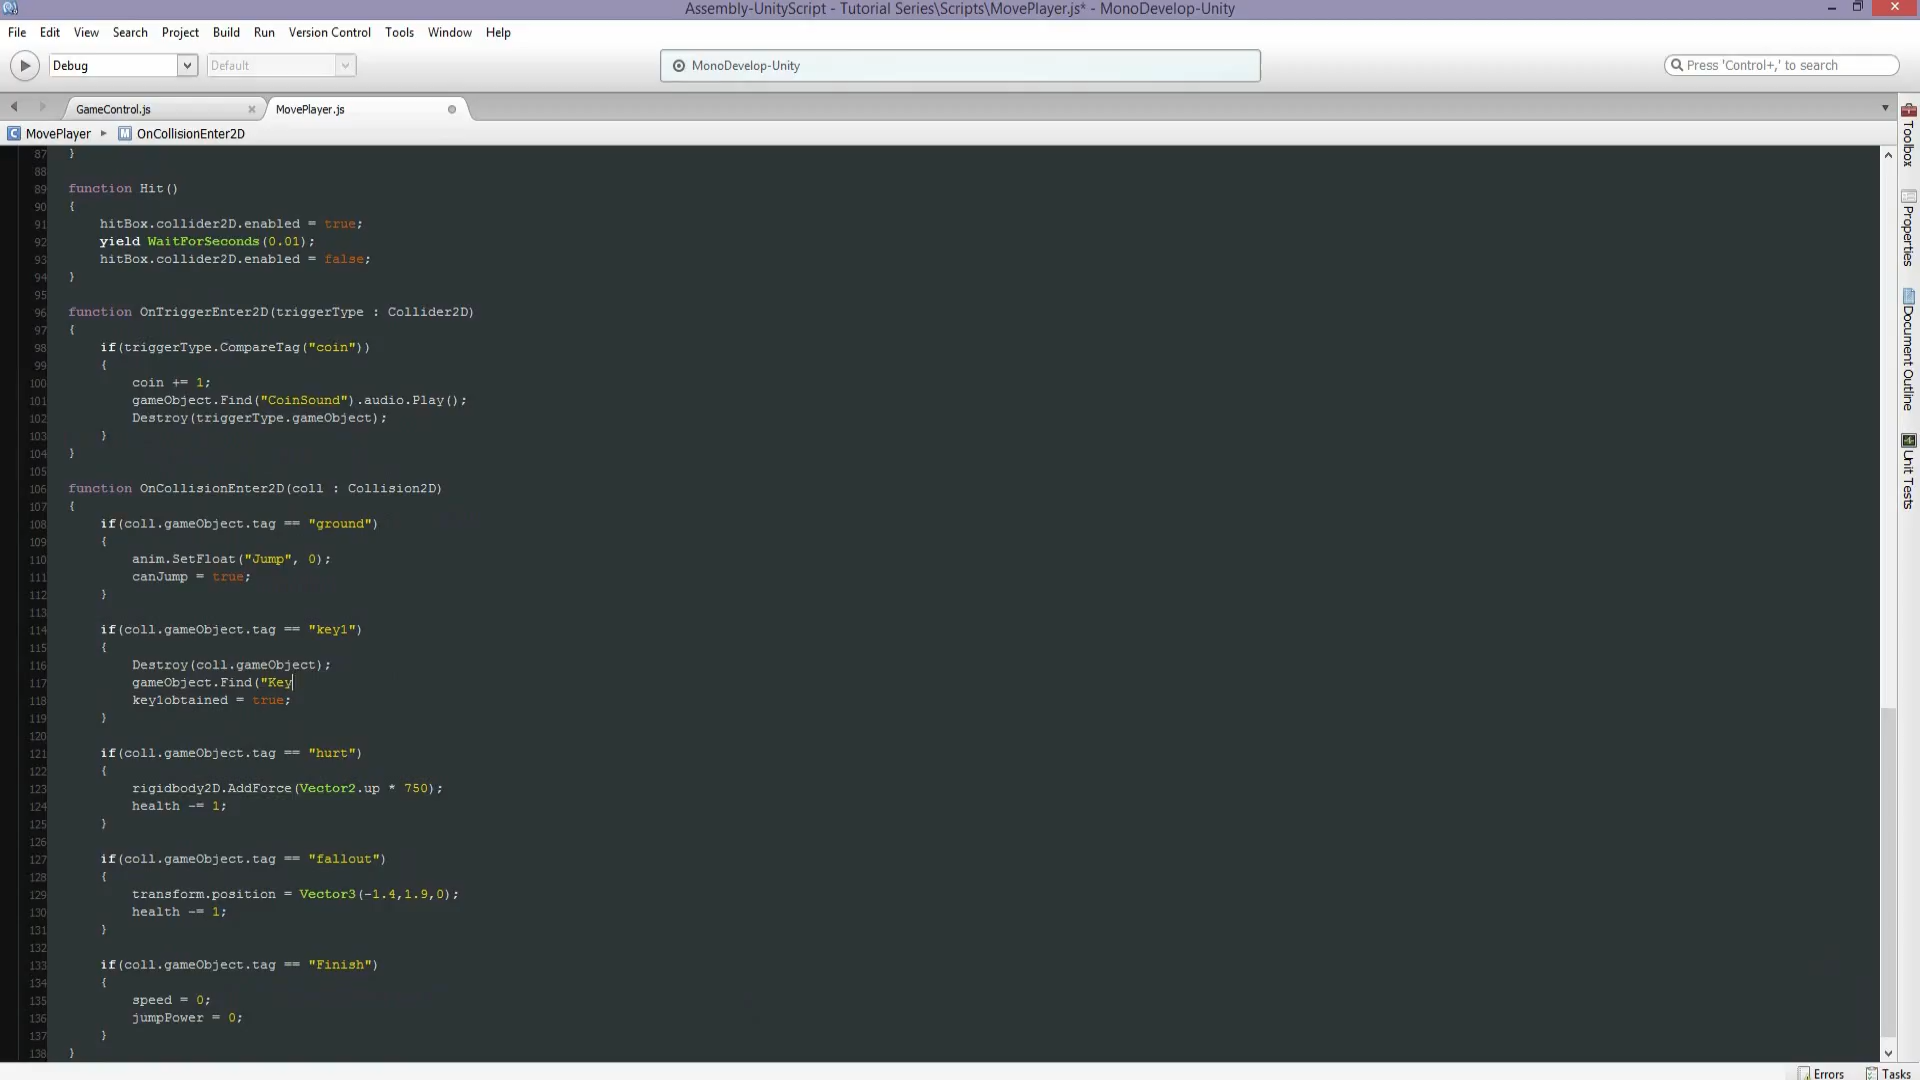 Assembly-UnityScript - Tutorial Series\Scripts\MovePlayer.js* - MonoDevelop-Unity
File Edit View Search Project Build Run Version Control Tools Window Help
Debug Default MonoDevelop-Unity Press 'Control+,' to search
GameControl.js MovePlayer.js
MovePlayer OnCollisionEnter2D
87 }
88
89 function Hit()
90 {
91 hitBox.collider2D.enabled = true;
92 yield WaitForSeconds(0.01);
93 hitBox.collider2D.enabled = false;
94 }
95
96 function OnTriggerEnter2D(triggerType : Collider2D)
97 {
98 if(triggerType.CompareTag("coin"))
99 {
100 coin += 1;
101 gameObject.Find("CoinSound").audio.Play();
102 Destroy(triggerType.gameObject);
103 }
104 }
105
106 function OnCollisionEnter2D(coll : Collision2D)
107 {
108 if(coll.gameObject.tag == "ground")
109 {
110 anim.SetFloat("Jump", 0);
111 canJump = true;
112 }
113
114 if(coll.gameObject.tag == "key1")
115 {
116 Destroy(coll.gameObject);
117 gameObject.Find("Key
118 key1obtained = true;
119 }
120
121 if(coll.gameObject.tag == "hurt")
122 {
123 rigidbody2D.AddForce(Vector2.up * 750);
124 health -= 1;
125 }
126
127 if(coll.gameObject.tag == "fallout")
128 {
129 transform.position = Vector3(-1.4,1.9,0);
130 health -= 1;
131 }
132
133 if(coll.gameObject.tag == "Finish")
134 {
135 speed = 0;
136 jumpPower = 0;
137 }
138 }
Toolbox
Properties
Document Outline
Unit Tests
Errors Tasks